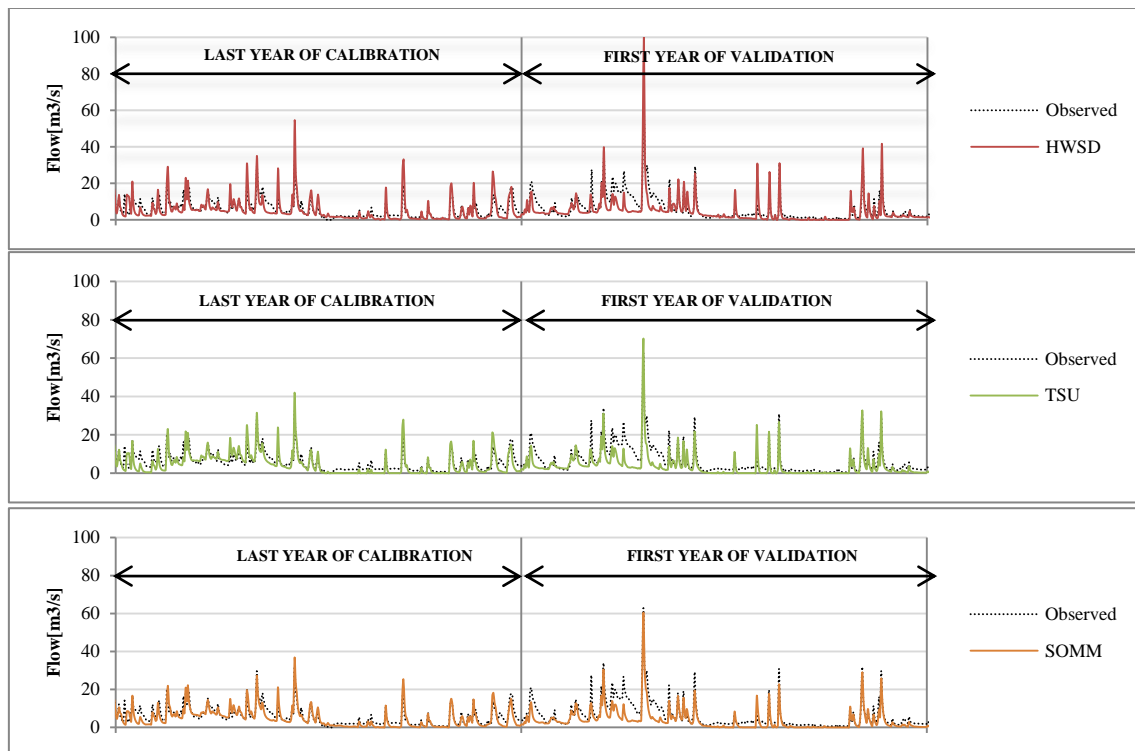 100
80
60
40
20
0
Flow[m3/s]
LAST YEAR OF CALIBRATION
FIRST YEAR OF VALIDATION
Observed
HWSD
100
80
60
40
20
0
Flow[m3/s]
LAST YEAR OF CALIBRATION
FIRST YEAR OF VALIDATION
Observed
TSU
100
80
60
40
20
0
Flow[m3/s]
LAST YEAR OF CALIBRATION
FIRST YEAR OF VALIDATION
Observed
SOMM